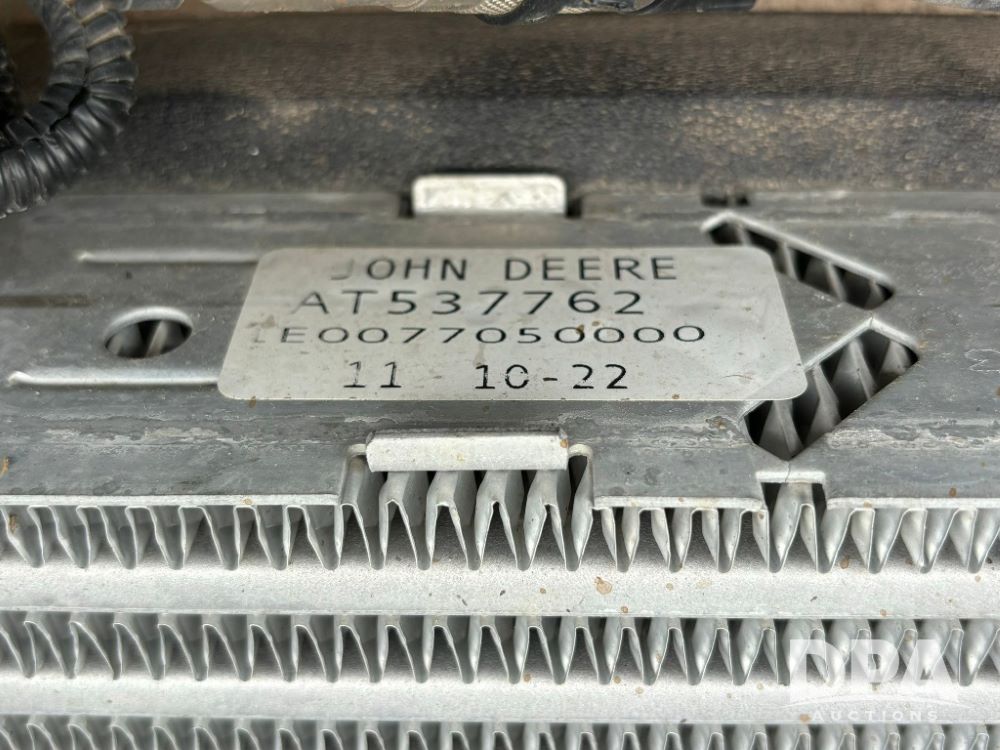 JOHN DEERE
AT537762
LE0077050000
11 10-22
DPA
AUCTIONS